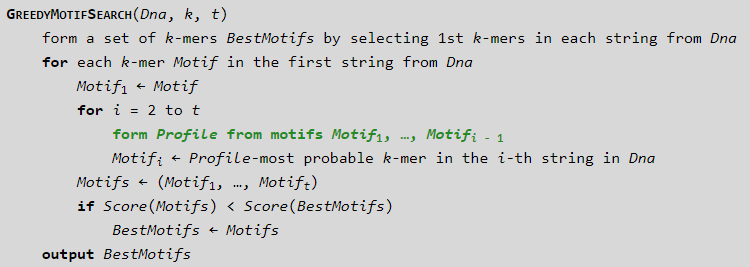 GREEDYMOTIFSEARCH(Dna, k, t)
form a set of k-mers BestMotifs by selecting 1st k-mers in each string from Dna
for each k-mer Motif in the first string from Dna
Motif₁ ← Motif
for i = 2 to t
form Profile from motifs Motif₁, …, Motifᵢ ₋ ₁
Motifᵢ ← Profile-most probable k-mer in the i-th string in Dna
Motifs ← (Motif₁, …, Motifₜ)
if Score(Motifs) < Score(BestMotifs)
BestMotifs ← Motifs
output BestMotifs